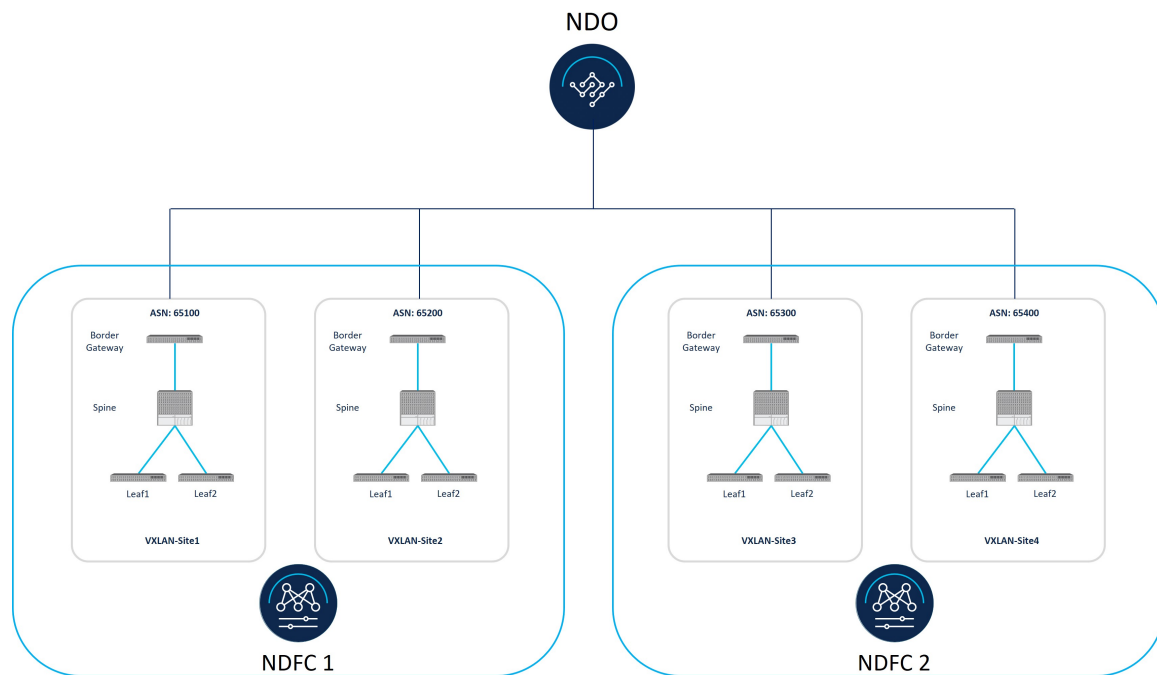 NDO
ASN: 65100
Border
Gateway
Spine
Leaf1
Leaf2
VXLAN-Site1
ASN: 65200
Border
Gateway
Spine
Leaf1
Leaf2
VXLAN-Site2
NDFC 1
ASN: 65300
Border
Gateway
Spine
Leaf1
Leaf2
VXLAN-Site3
ASN: 65400
Border
Gateway
Spine
Leaf1
Leaf2
VXLAN-Site4
NDFC 2